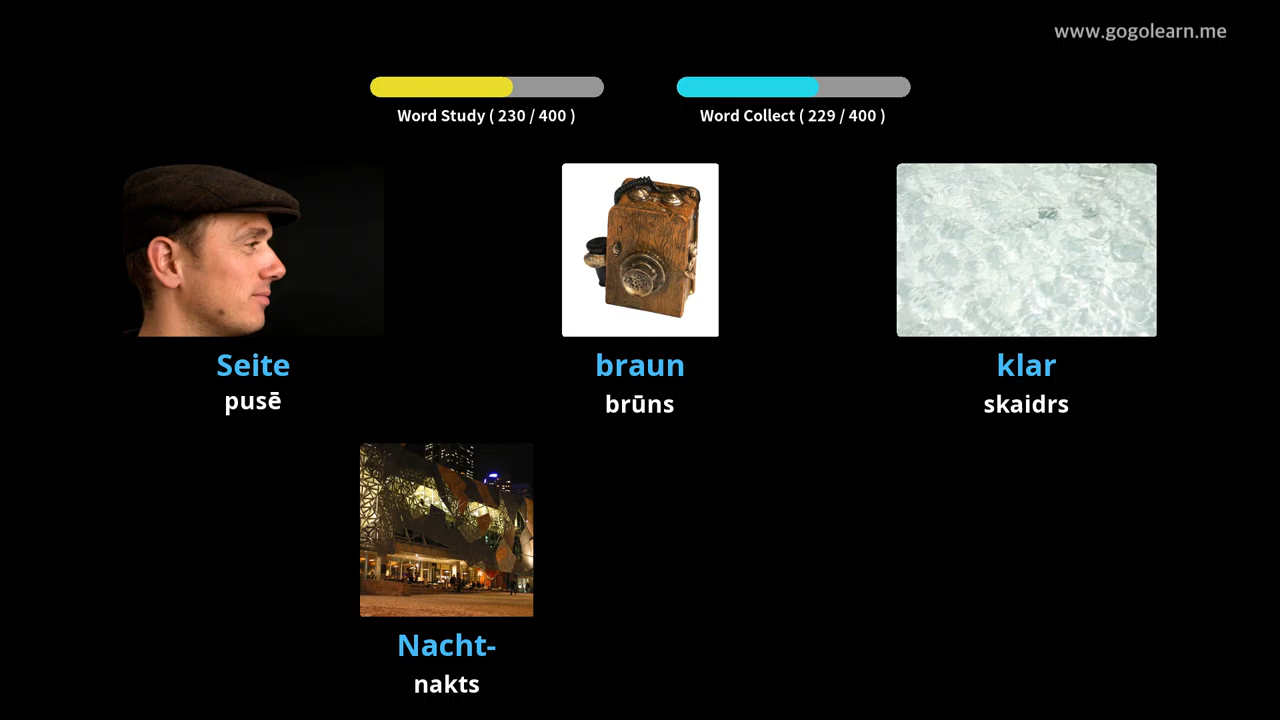 www.gogolearn.me
Word Study ( 230 / 400 )
Word Collect ( 229 / 400 )
Seite
pusē
braun
brūns
klar
skaidrs
Nacht-
nakts